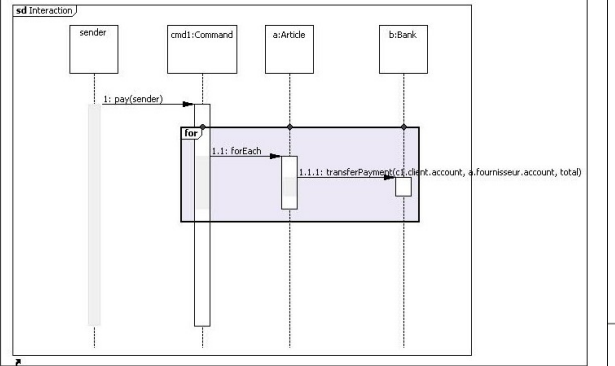 sd Interaction
sender
cmd1:Command
a:Article
b:Bank
1: pay(sender)
for
1.1: forEach
1.1.1: transferPayment(c1.client.account, a.fournisseur.account, total)